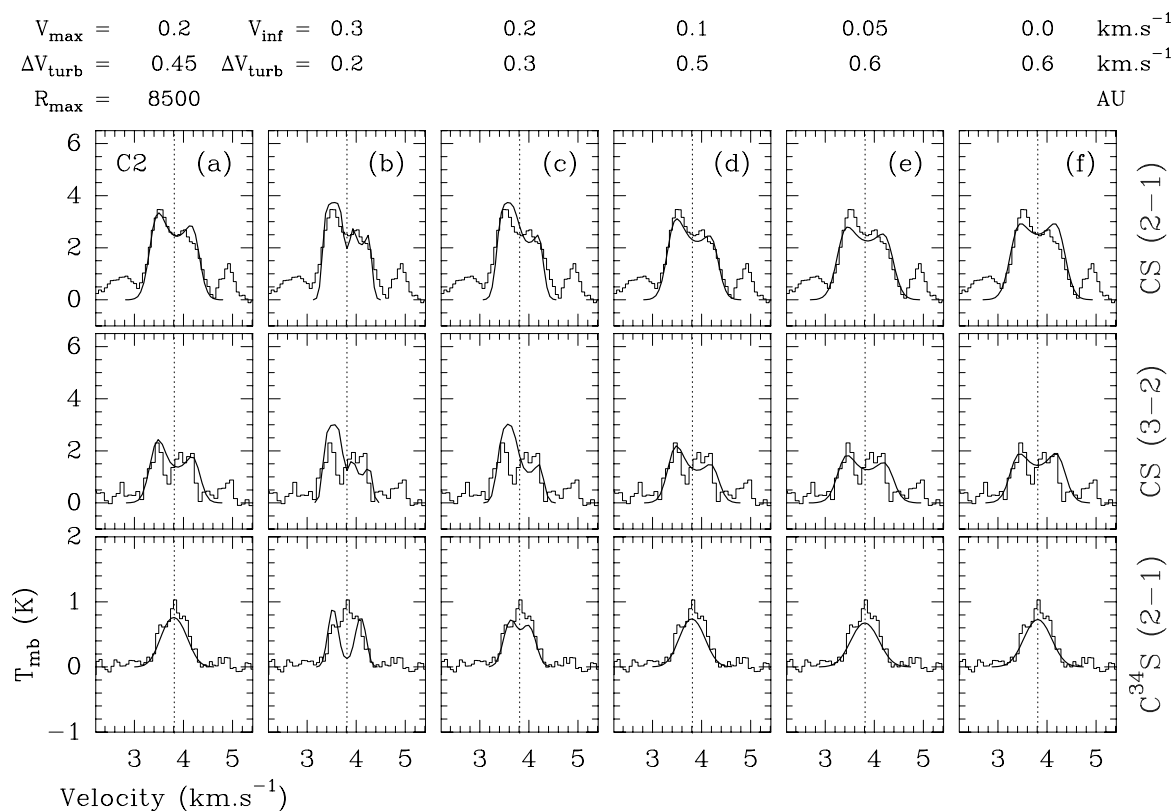 V_max = 0.2 V_inf = 0.3 0.2 0.1 0.05 0.0 km.s⁻¹
ΔV_turb = 0.45 ΔV_turb = 0.2 0.3 0.5 0.6 0.6 km.s⁻¹
R_max = 8500 AU
6 C2 (a) (b) (c) (d) (e) (f)
4
2
0
CS (2−1)
6
4
2
0
CS (3−2)
2
1
0
−1
T_mb (K)
C³⁴S (2−1)
3 4 5 3 4 5 3 4 5 3 4 5 3 4 5 3 4 5
Velocity (km.s⁻¹)